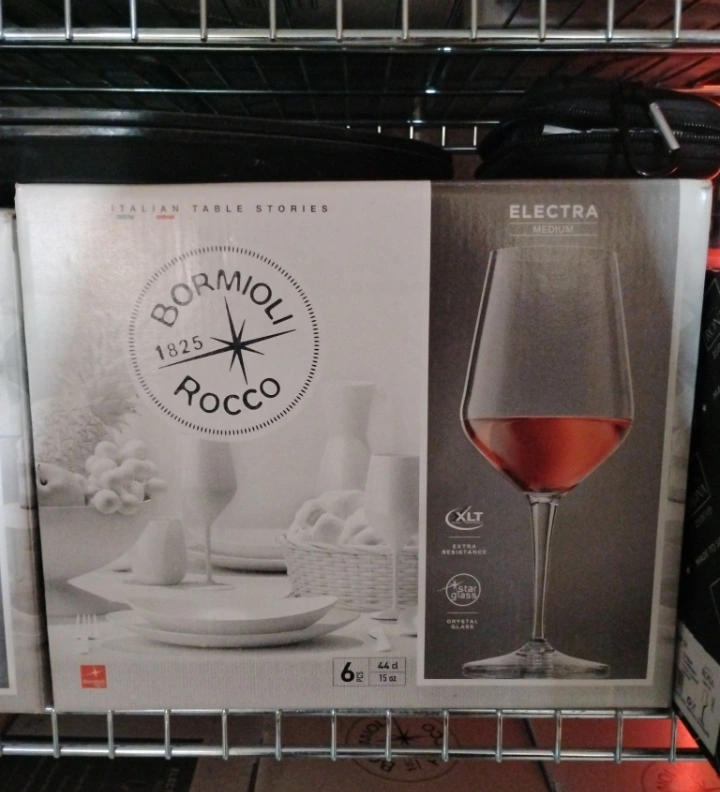 ITALIAN TABLE STORIES
BORMIOLI
1825
ROCCO
ELECTRA
MEDIUM
XLT
EXTRA
RESISTANCE
star
glass
CRYSTAL
GLASS
6 PCS
44 cl
15 oz